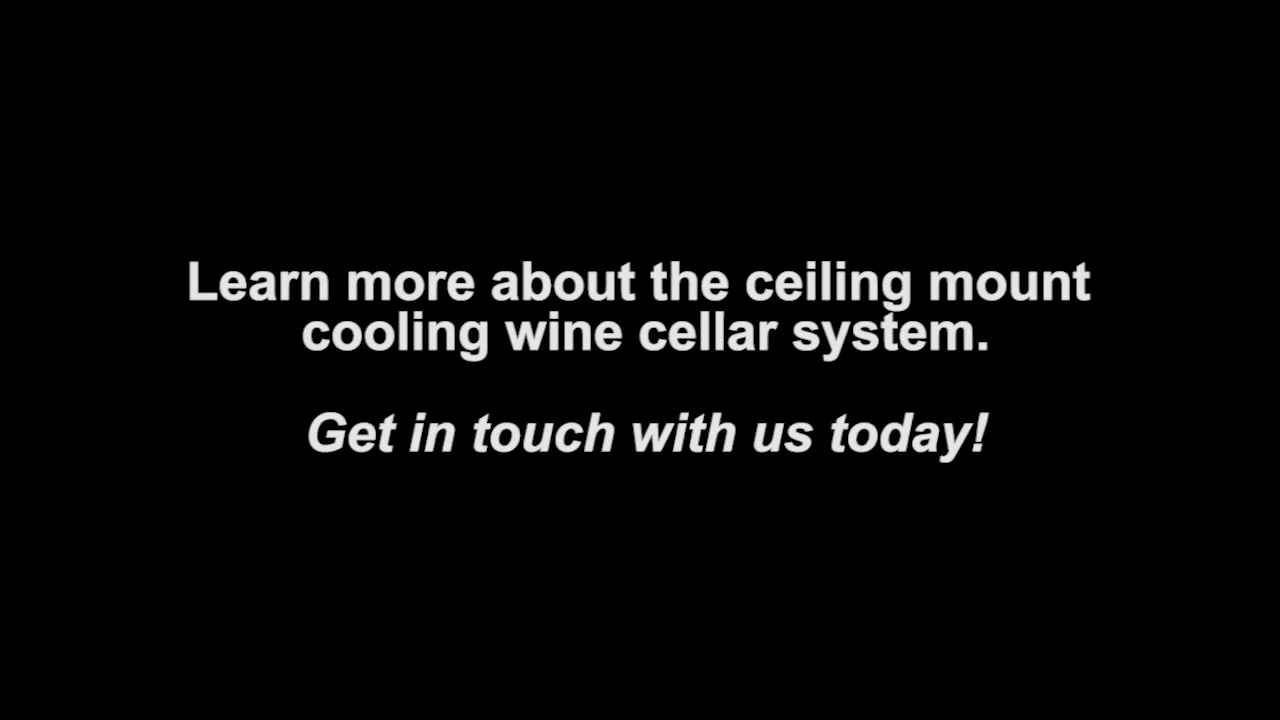 Learn more about the ceiling mount
cooling wine cellar system.
Get in touch with us today!